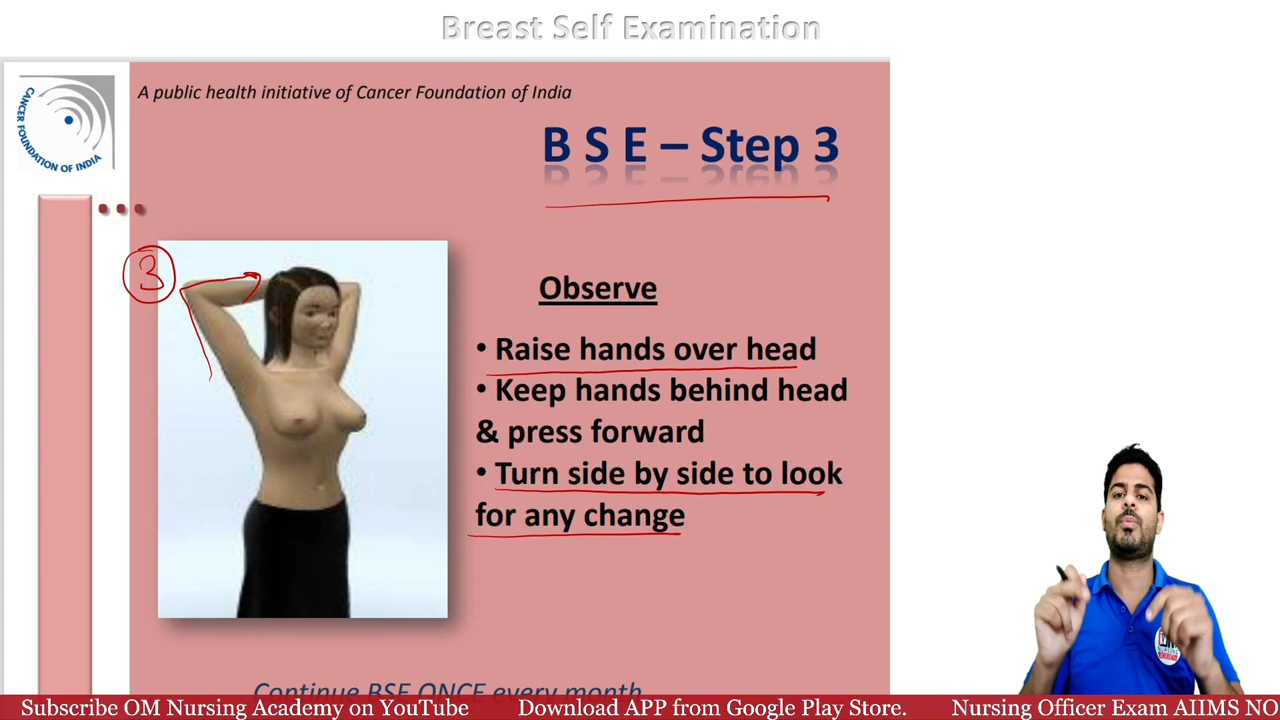 Breast Self Examination
CANCER FOUNDATION OF INDIA
A public health initiative of Cancer Foundation of India
B S E – Step 3
3
Observe
• Raise hands over head
• Keep hands behind head
& press forward
• Turn side by side to look
for any change
Continue BSE ONCE every month
Subscribe OM Nursing Academy on YouTube Download APP from Google Play Store. Nursing Officer Exam AIIMS NO